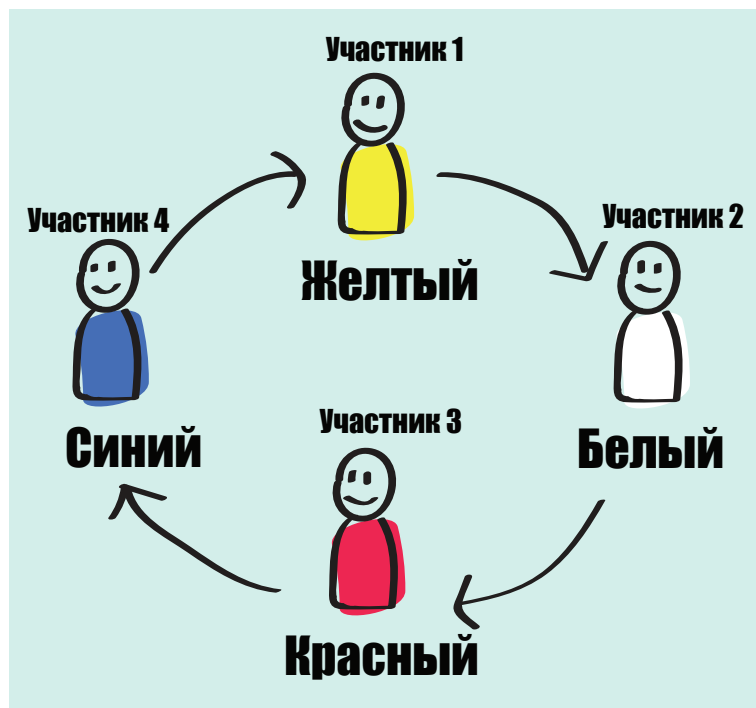 Участник 1
Желтый
Участник 2
Белый
Участник 3
Красный
Участник 4
Синий